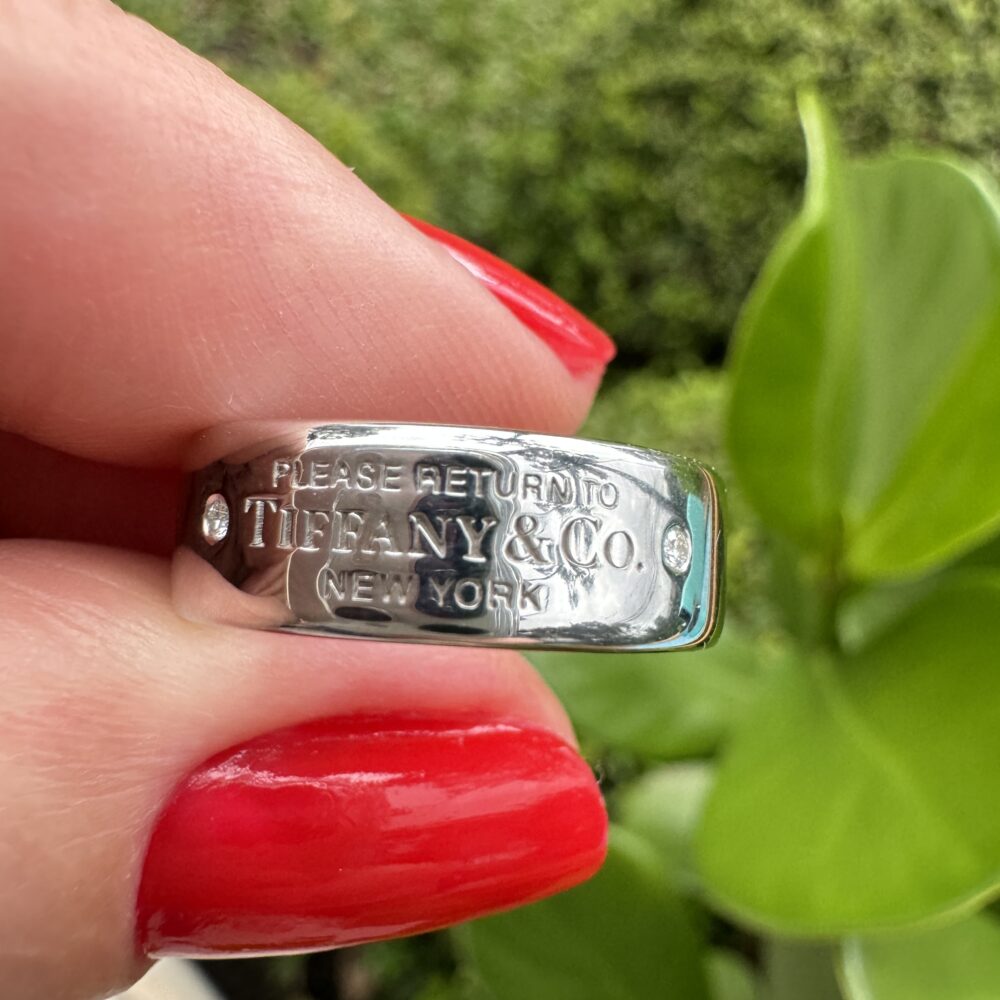 PLEASE RETURN TO
TIFFANY & CO.
NEW YORK